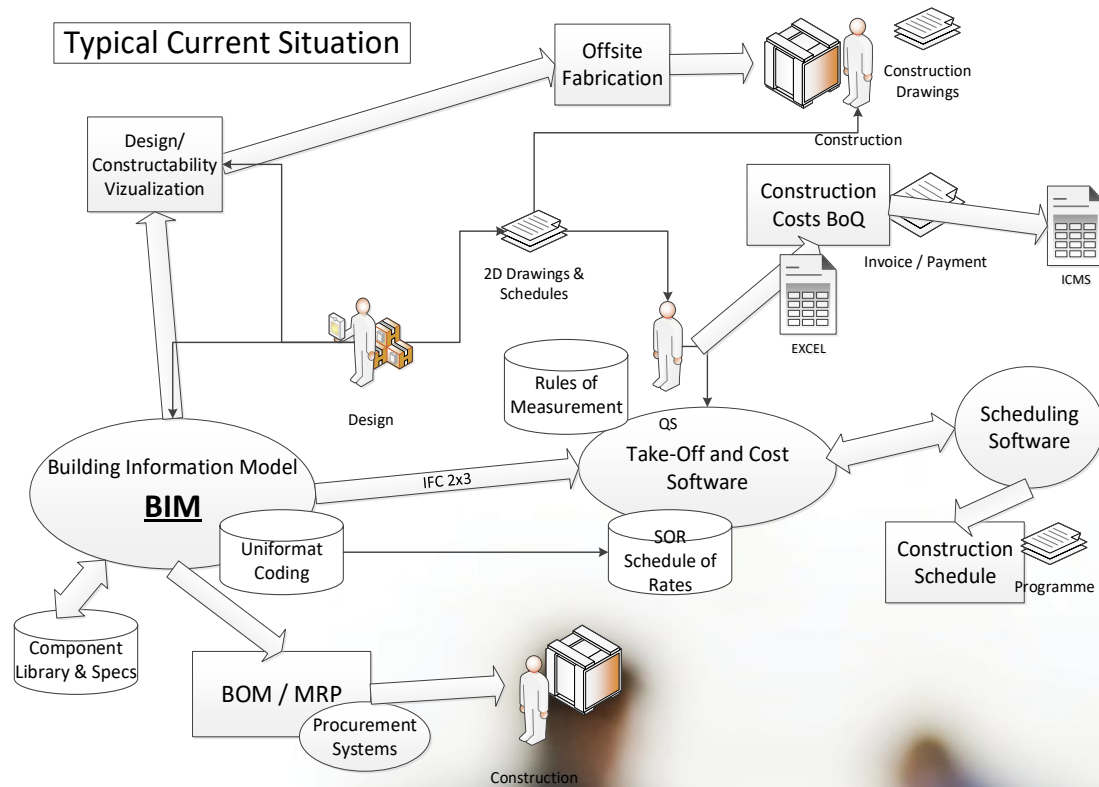 Typical Current Situation
Offsite
Fabrication
Construction
Drawings
Construction
Design/
Constructability
Vizualization
Construction
Costs BoQ
Invoice / Payment
ICMS
EXCEL
2D Drawings &
Schedules
Design
Rules of
Measurement
QS
Take-Off and Cost
Software
Scheduling
Software
Building Information Model
BIM
IFC 2x3
Uniformat
Coding
SOR
Schedule of
Rates
Construction
Schedule
Programme
Component
Library & Specs
BOM / MRP
Procurement
Systems
Construction